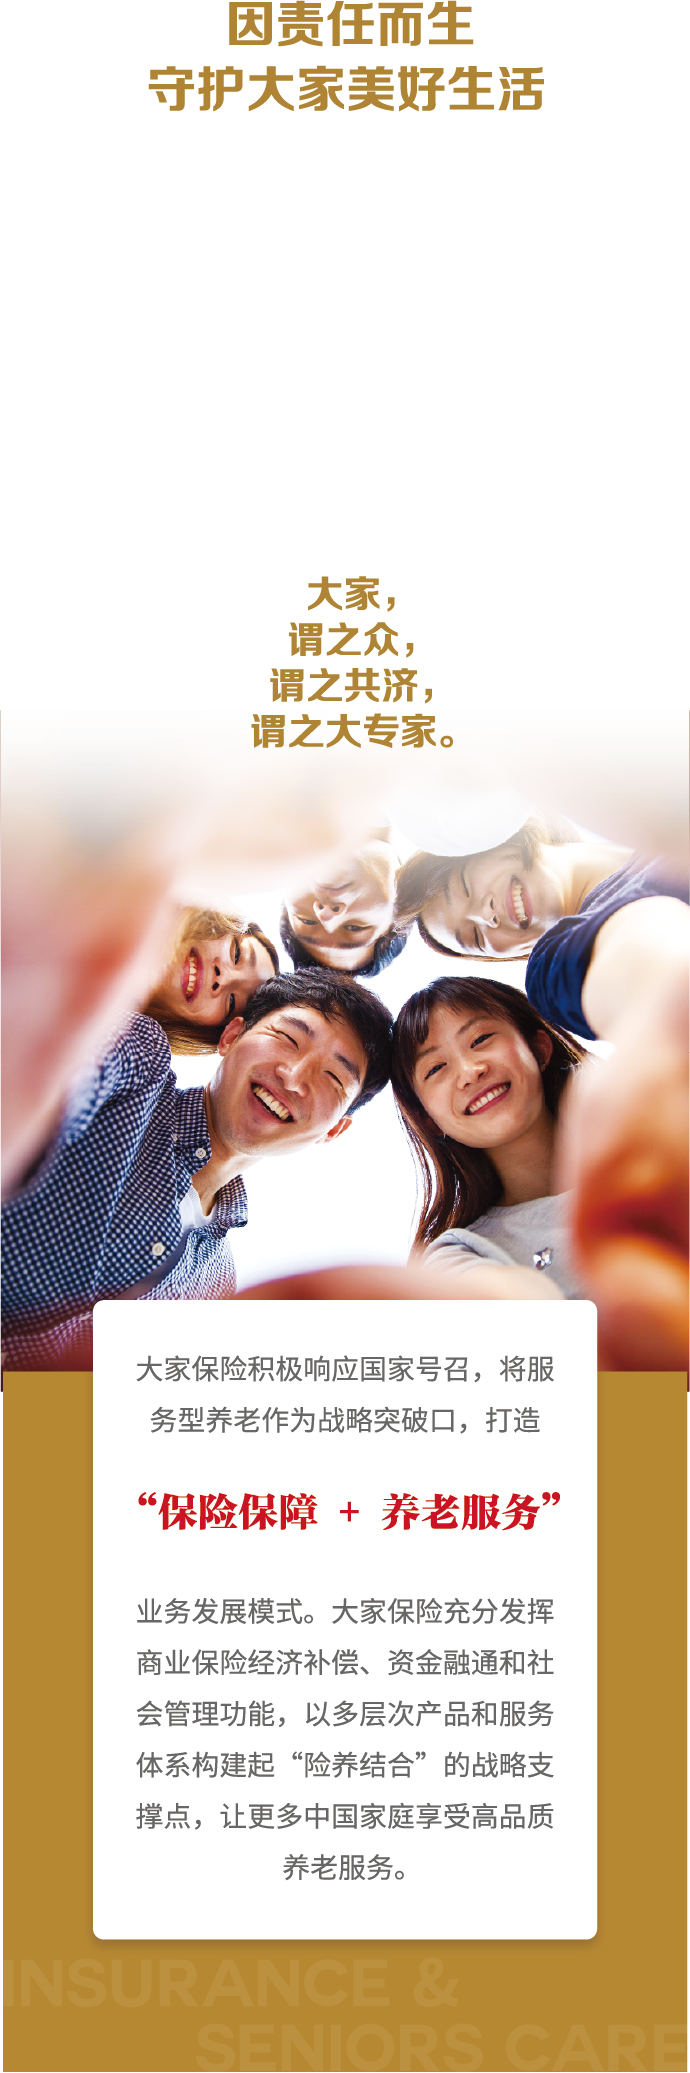 因责任而生
守护大家美好生活
大家，
谓之众，
谓之共济，
谓之大专家。
大家保险积极响应国家号召，将服
务型养老作为战略突破口，打造
“保险保障 + 养老服务”
业务发展模式。大家保险充分发挥
商业保险经济补偿、资金融通和社
会管理功能，以多层次产品和服务
体系构建起“险养结合”的战略支
撑点，让更多中国家庭享受高品质
养老服务。
INSURANCE &
SENIORS CARE